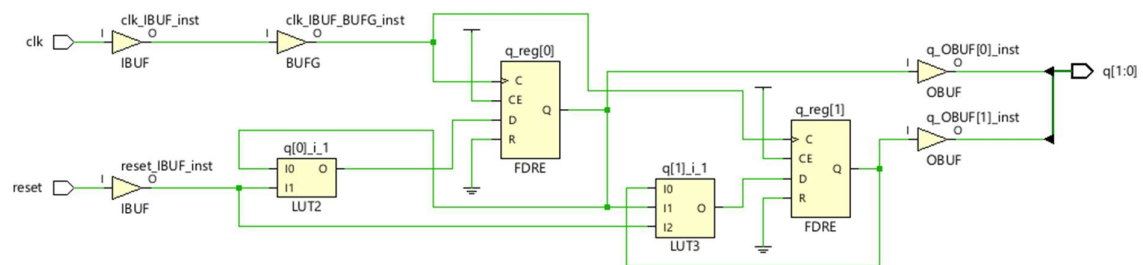 clk
I
clk_IBUF_inst
O
IBUF
I
clk_IBUF_BUFG_inst
O
BUFG
q_reg[0]
C
CE
D
R
Q
FDRE
reset
I
reset_IBUF_inst
O
IBUF
q[0]_i_1
I0
I1
O
LUT2
q[1]_i_1
I0
I1
I2
O
LUT3
q_reg[1]
C
CE
D
R
Q
FDRE
q_OBUF[0]_inst
I
O
OBUF
q_OBUF[1]_inst
I
O
OBUF
q[1:0]